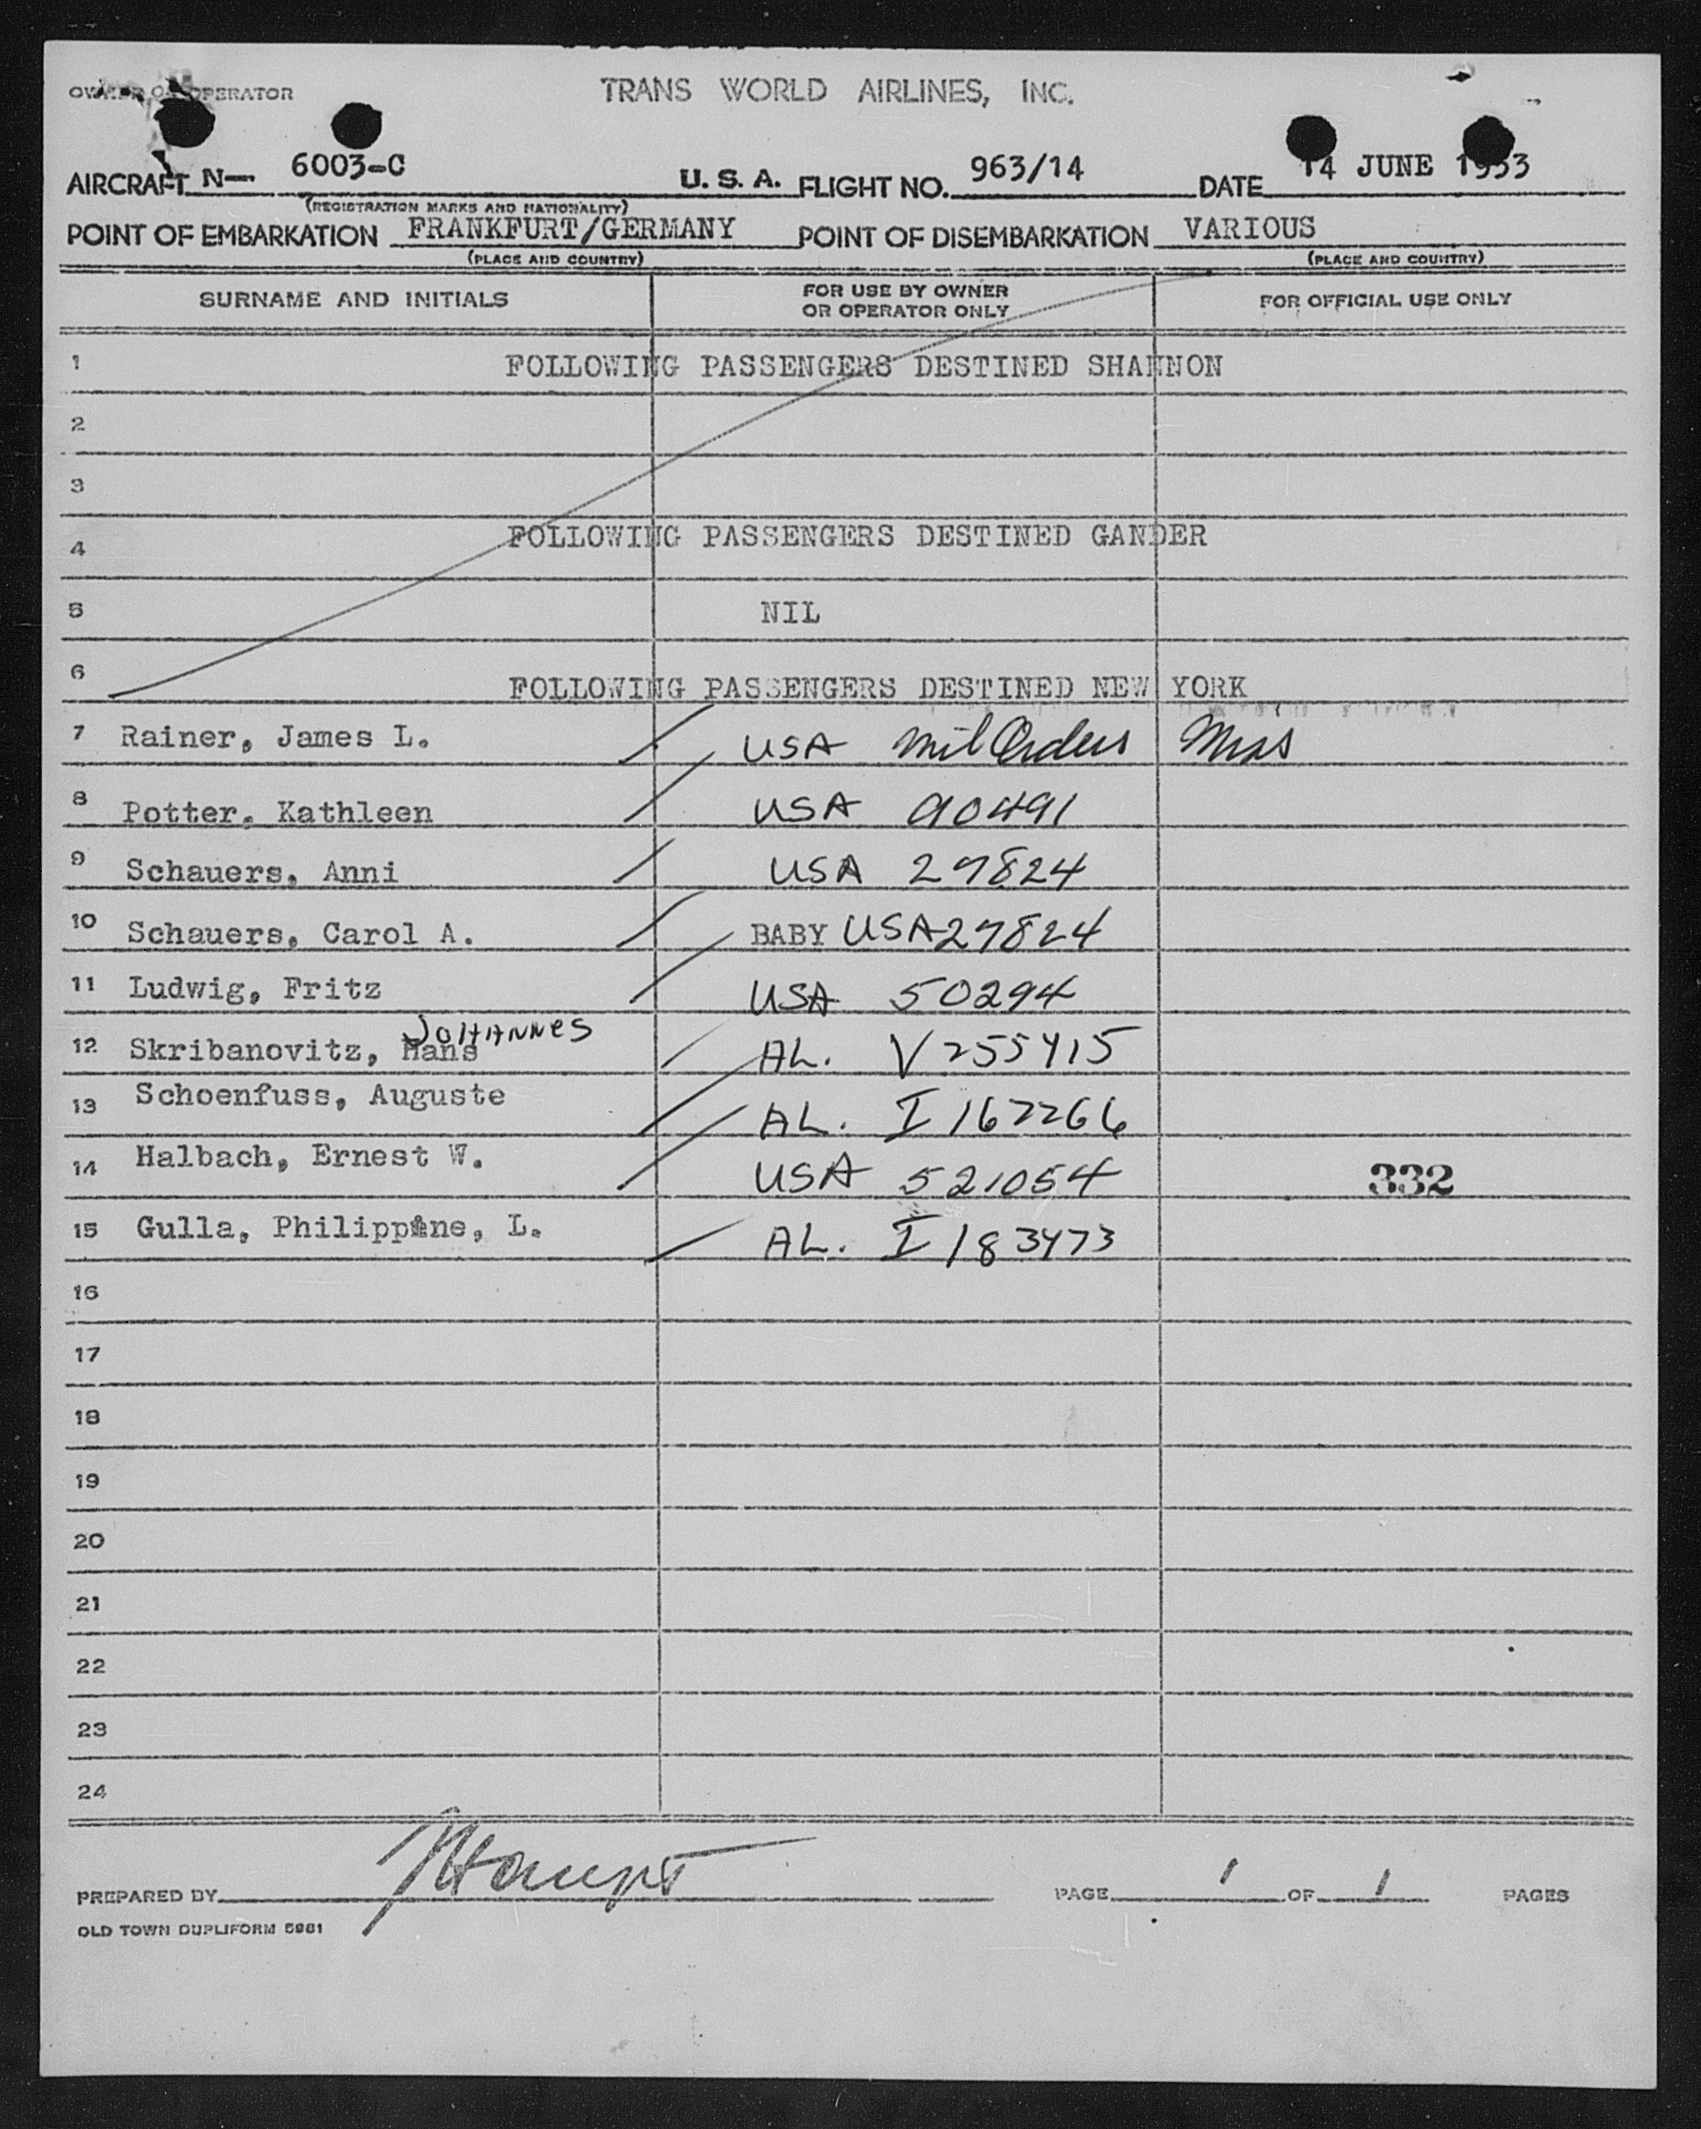 OWNER OR OPERATOR TRANS WORLD AIRLINES, INC.
AIRCRAFT N— 6003-C U. S. A. FLIGHT NO. 963/14 DATE 14 JUNE 1953
(REGISTRATION MARKS AND NATIONALITY)
POINT OF EMBARKATION FRANKFURT/GERMANY POINT OF DISEMBARKATION VARIOUS
(PLACE AND COUNTRY) (PLACE AND COUNTRY)
SURNAME AND INITIALS FOR USE BY OWNER OR OPERATOR ONLY FOR OFFICIAL USE ONLY
1 FOLLOWING PASSENGERS DESTINED SHANNON
2
3
4 FOLLOWING PASSENGERS DESTINED GANDER
5 NIL
6 FOLLOWING PASSENGERS DESTINED NEW YORK
7 Rainer, James L. USA mil Orders
8 Potter, Kathleen USA 90491
9 Schauers, Anni USA 27824
10 Schauers, Carol A. BABY USA 27824
11 Ludwig, Fritz USA 50294
12 Skribanovitz, Hans JOHANNES AL. V 255415
13 Schoenfuss, Auguste AL. I 167266
14 Halbach, Ernest W. USA 521054 332
15 Gulla, Philippine, L. AL. I 183473
16
17
18
19
20
21
22
23
24
PREPARED BY PAGE 1 OF 1 PAGES
OLD TOWN DUPLIFORM 5981